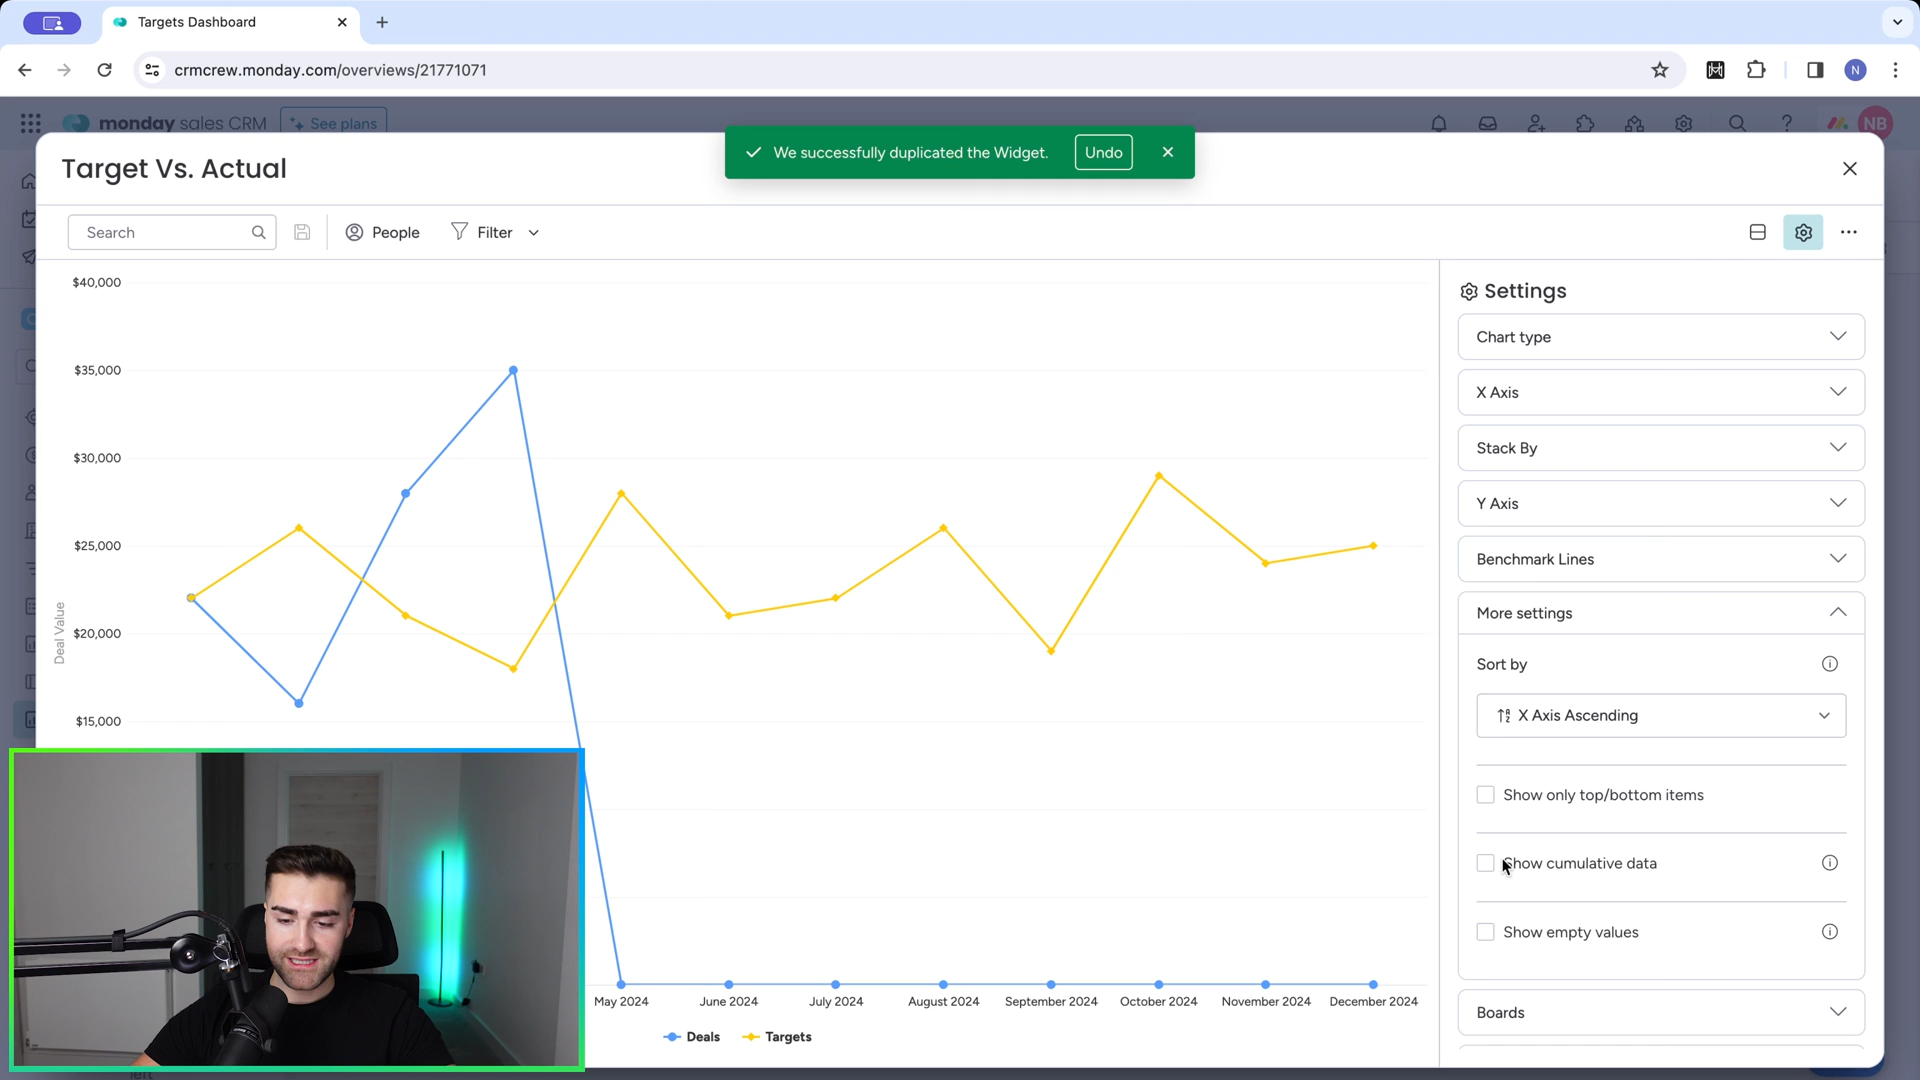 Targets Dashboard
crmcrew.monday.com/overviews/21771071
N
monday sales CRM
See plans
NB
We successfully duplicated the Widget.
Undo
Target Vs. Actual
Search
People
Filter
Settings
Chart type
X Axis
Stack By
Y Axis
Benchmark Lines
More settings
Sort by
X Axis Ascending
Show only top/bottom items
Show cumulative data
Show empty values
Boards
$40,000
$35,000
$30,000
$25,000
$20,000
$15,000
Deal Value
May 2024
June 2024
July 2024
August 2024
September 2024
October 2024
November 2024
December 2024
Deals
Targets
left